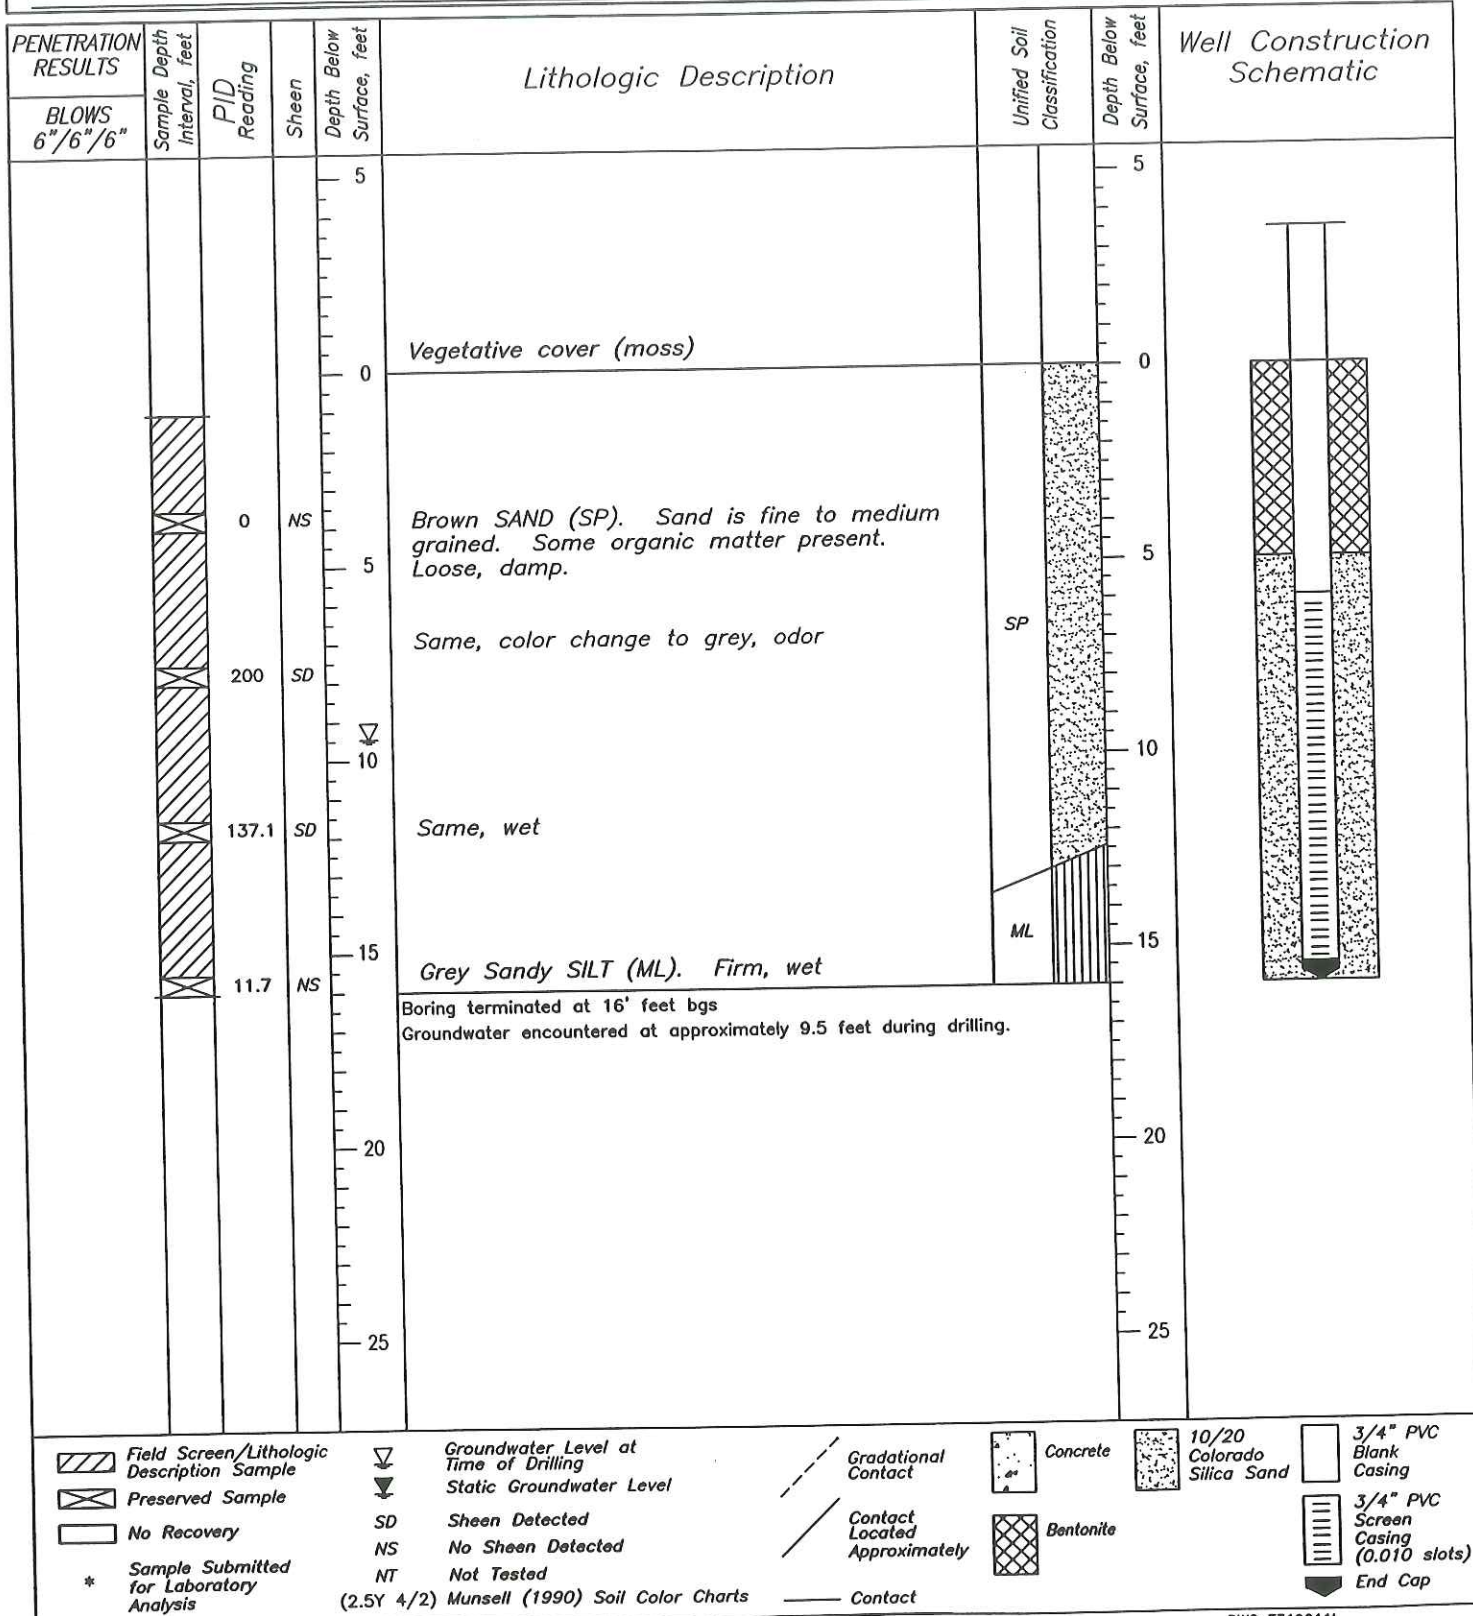 PENETRATION
RESULTS
BLOWS
6"/6"/6"
Sample Depth
Interval, feet
PID
Reading
Sheen
Depth Below
Surface, feet
Lithologic Description
Unified Soil
Classification
Depth Below
Surface, feet
Well Construction
Schematic
5
5
Vegetative cover (moss)
0
0
0
NS
Brown SAND (SP). Sand is fine to medium
grained. Some organic matter present.
Loose, damp.
5
5
SP
Same, color change to grey, odor
200
SD
10
10
137.1
SD
Same, wet
ML
15
15
Grey Sandy SILT (ML). Firm, wet
11.7
NS
Boring terminated at 16' feet bgs
Groundwater encountered at approximately 9.5 feet during drilling.
20
20
25
25
Field Screen/Lithologic
Description Sample
Preserved Sample
No Recovery
* Sample Submitted
for Laboratory
Analysis
Groundwater Level at
Time of Drilling
Static Groundwater Level
SD Sheen Detected
NS No Sheen Detected
NT Not Tested
(2.5Y 4/2) Munsell (1990) Soil Color Charts
Gradational
Contact
Contact
Located
Approximately
Contact
Concrete
Bentonite
10/20
Colorado
Silica Sand
3/4" PVC
Blank
Casing
3/4" PVC
Screen
Casing
(0.010 slots)
End Cap